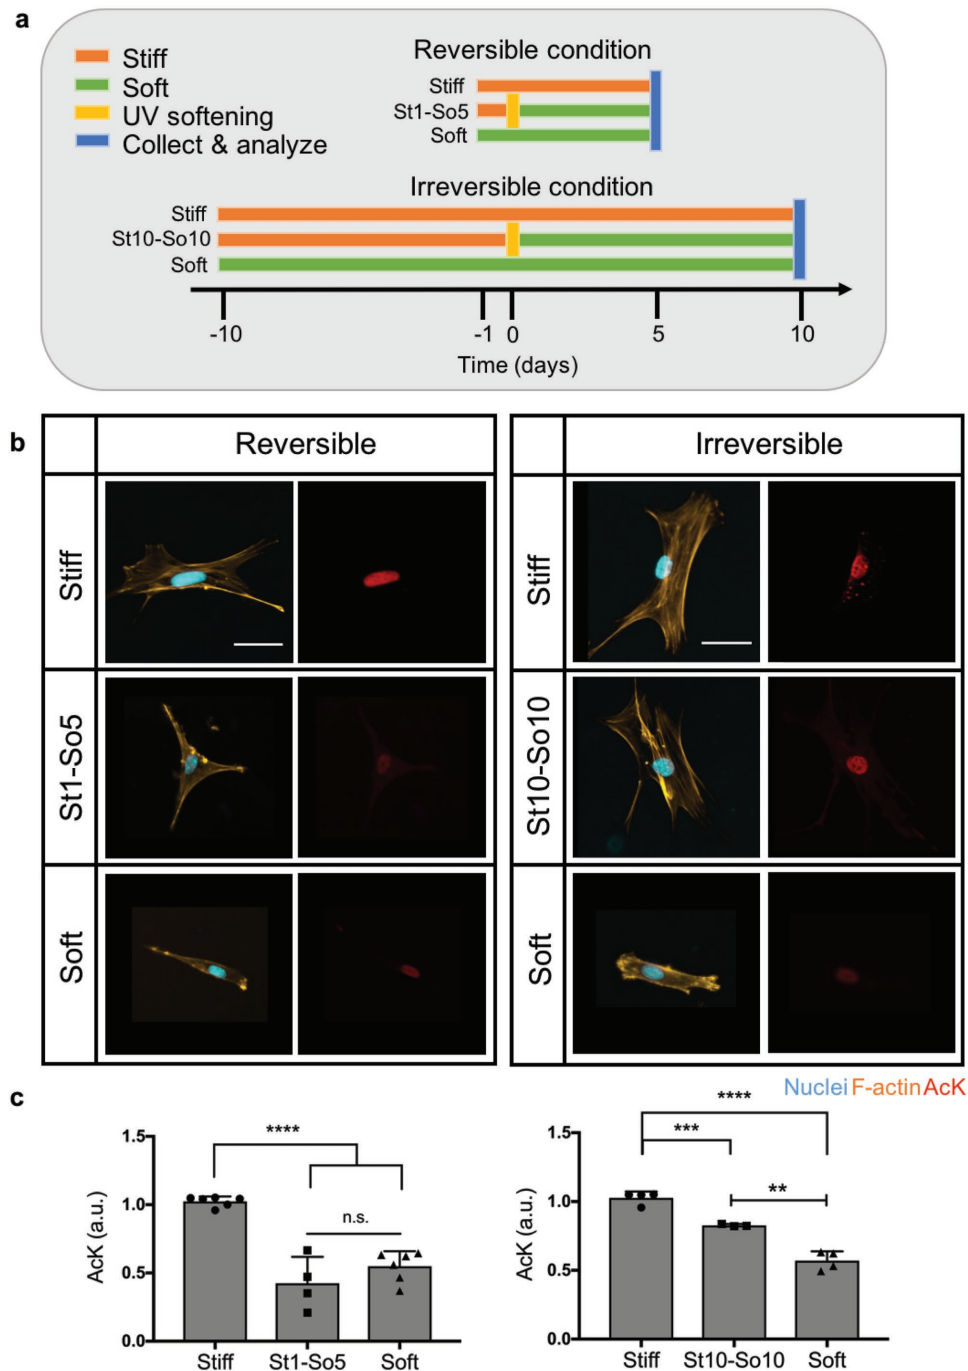 a
Stiff
Soft
UV softening
Collect & analyze
Reversible condition
Stiff
St1-So5
Soft
Irreversible condition
Stiff
St10-So10
Soft
-10 -1 0 5 10
Time (days)
b
Reversible Irreversible
Stiff Stiff
St1-So5 St10-So10
Soft Soft
Nuclei F-actin AcK
c
AcK (a.u.)
1.5
1.0
0.5
0.0
****
n.s.
Stiff St1-So5 Soft
AcK (a.u.)
1.5
1.0
0.5
0.0
****
***
**
Stiff St10-So10 Soft